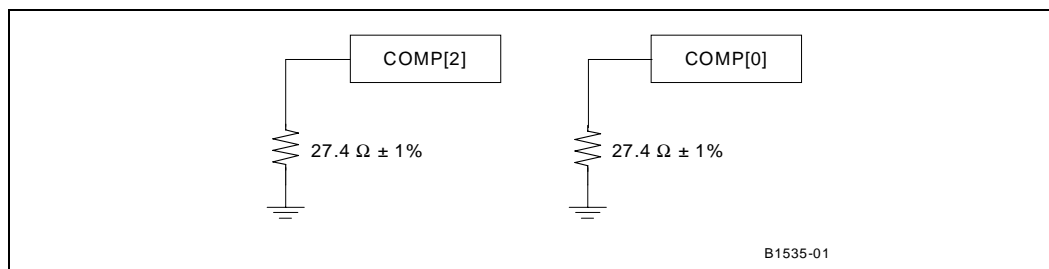 COMP[2]
COMP[0]
27.4 Ω ± 1%
27.4 Ω ± 1%
B1535-01